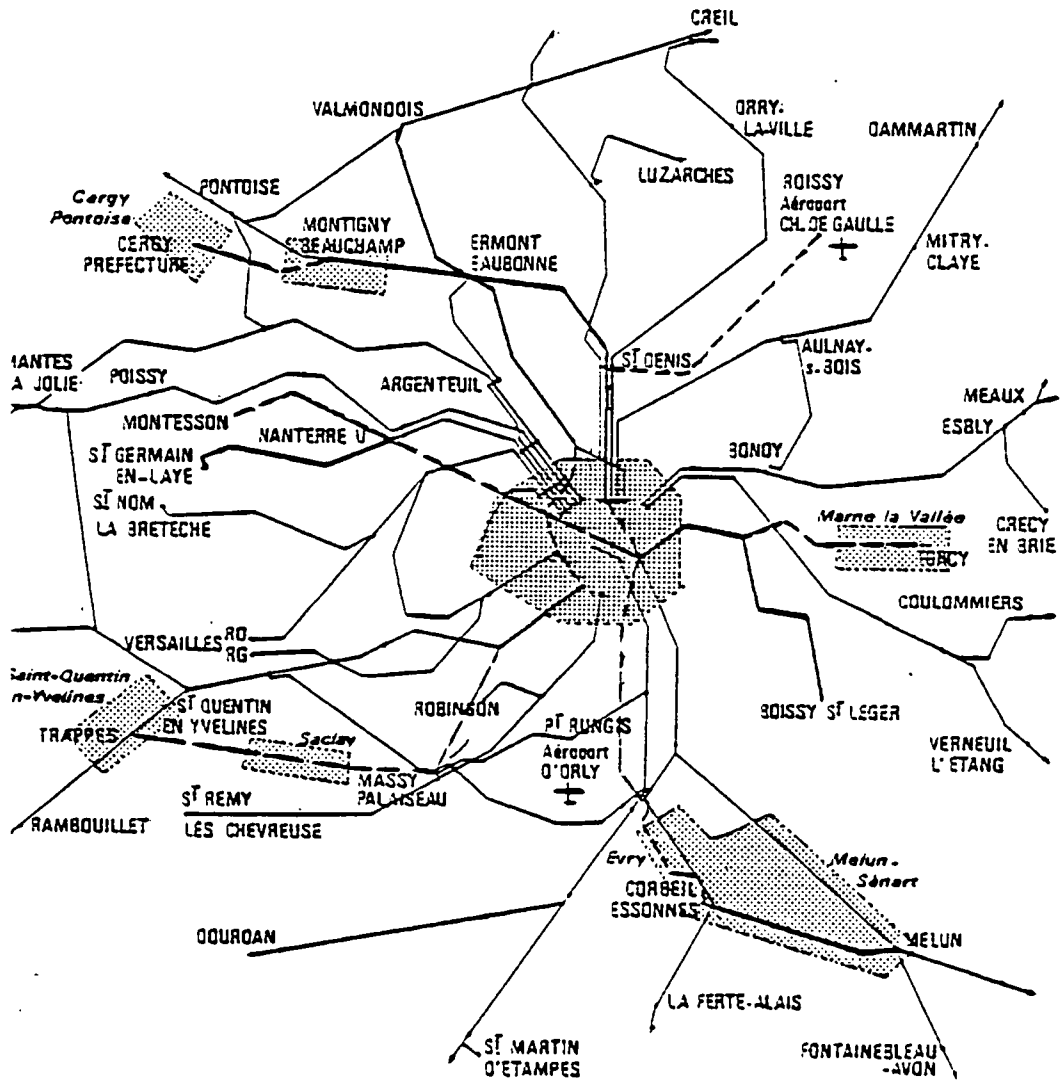 CREIL
VALMONDOIS
ORRY-
LA-VILLE
DAMMARTIN
LUZARCHES
PONTOISE
ROISSY
Aéroport
CH. DE GAULLE
Cergy
Pontoise
MONTIGNY
BEAUCHAMP
CERGY
PREFECTURE
ERMONT
EAUBONNE
MITRY-
CLAYE
ST DENIS
AULNAY-
s. BOIS
MANTES
LA JOLIE
POISSY
ARGENTEUIL
MEAUX
ESBLY
MONTESSON
NANTERRE U
BONDY
ST GERMAIN
EN-LAYE
ST NOM
LA BRETECHE
Marne la Vallée
TORCY
CRECY
EN BRIE
COULOMMIERS
VERSAILLES RD
RG
Saint-Quentin
n-Yvelines
ST QUENTIN
EN YVELINES
TRAPPES
Saclay
ROBINSON
PT RUNGIS
Aéroport
D'ORLY
BOISSY ST LEGER
VERNEUIL
L'ETANG
MASSY
PALAISEAU
ST REMY
LES CHEVREUSE
RAMBOUILLET
Evry
Melun-
Sénart
CORBEIL
ESSONNES
DOURDAN
MELUN
LA FERTE-ALAIS
ST MARTIN
D'ETAMPES
FONTAINEBLEAU
-AVON